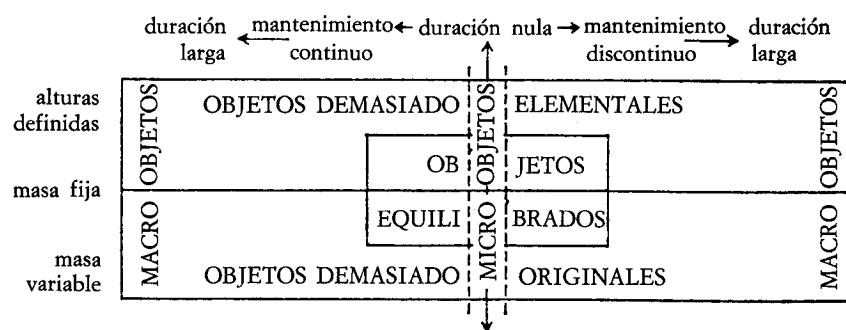 duración mantenimiento duración nula mantenimiento duración
larga continuo discontinuo larga
alturas definidas
OBJETOS DEMASIADO ELEMENTALES
OB JETOS
masa fija
EQUILI BRADOS
masa variable
OBJETOS DEMASIADO ORIGINALES
MACRO OBJETOS
MICRO OBJETOS
MACRO OBJETOS